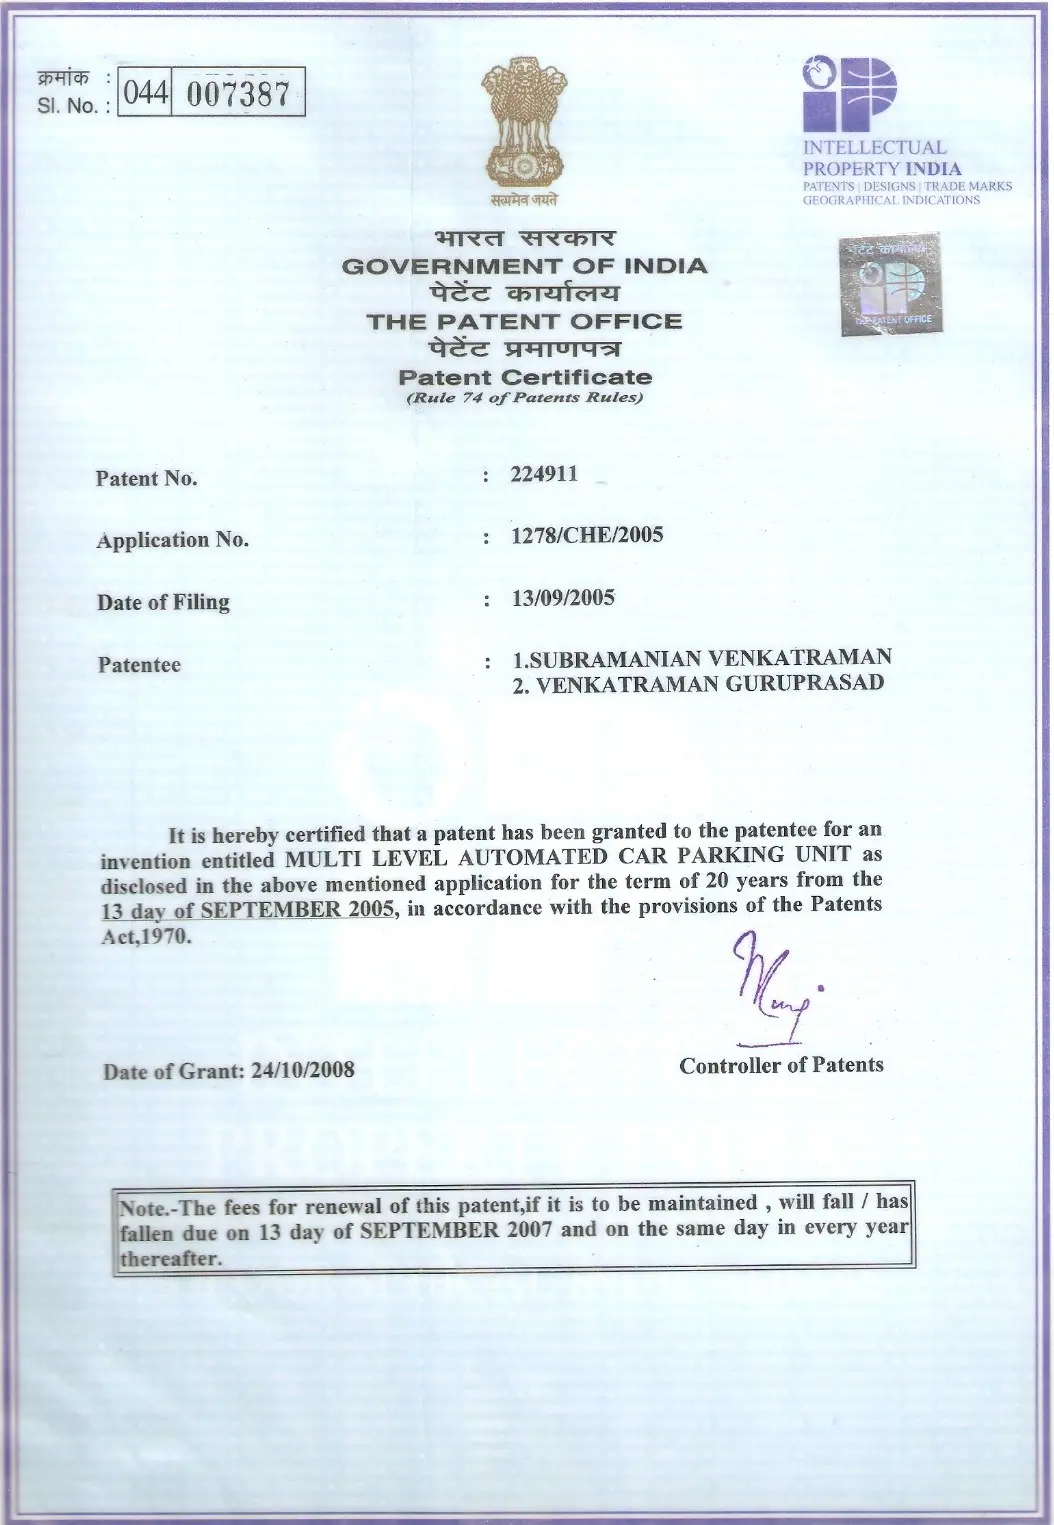 क्रमांक :
Sl. No. : 044 007387
INTELLECTUAL
PROPERTY INDIA
PATENTS | DESIGNS | TRADE MARKS
GEOGRAPHICAL INDICATIONS
सत्यमेव जयते
भारत सरकार
GOVERNMENT OF INDIA
पेटेंट कार्यालय
THE PATENT OFFICE
पेटेंट प्रमाणपत्र
Patent Certificate
(Rule 74 of Patents Rules)
पेटेंट कार्यालय
THE PATENT OFFICE
Patent No. : 224911
Application No. : 1278/CHE/2005
Date of Filing : 13/09/2005
Patentee : 1.SUBRAMANIAN VENKATRAMAN
2. VENKATRAMAN GURUPRASAD
It is hereby certified that a patent has been granted to the patentee for an
invention entitled MULTI LEVEL AUTOMATED CAR PARKING UNIT as
disclosed in the above mentioned application for the term of 20 years from the
13 day of SEPTEMBER 2005, in accordance with the provisions of the Patents
Act,1970.
Date of Grant: 24/10/2008
Controller of Patents
Note.-The fees for renewal of this patent,if it is to be maintained , will fall / has
fallen due on 13 day of SEPTEMBER 2007 and on the same day in every year
thereafter.